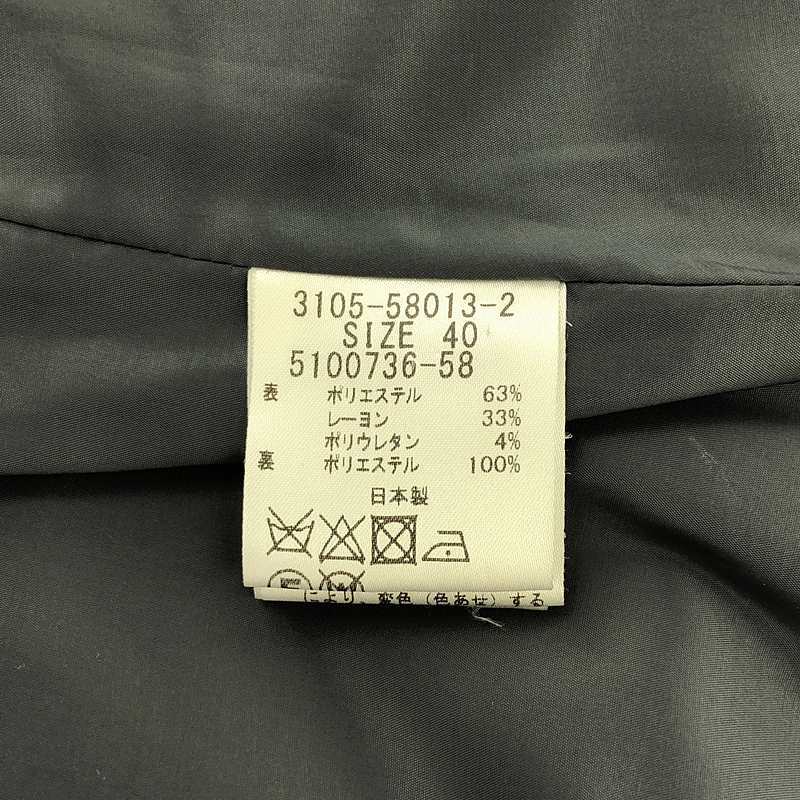 3105-58013-2
SIZE 40
5100736-58
表 ポリエステル 63%
レーヨン 33%
ポリウレタン 4%
裏 ポリエステル 100%
日本製
により、変色(色あせ)する